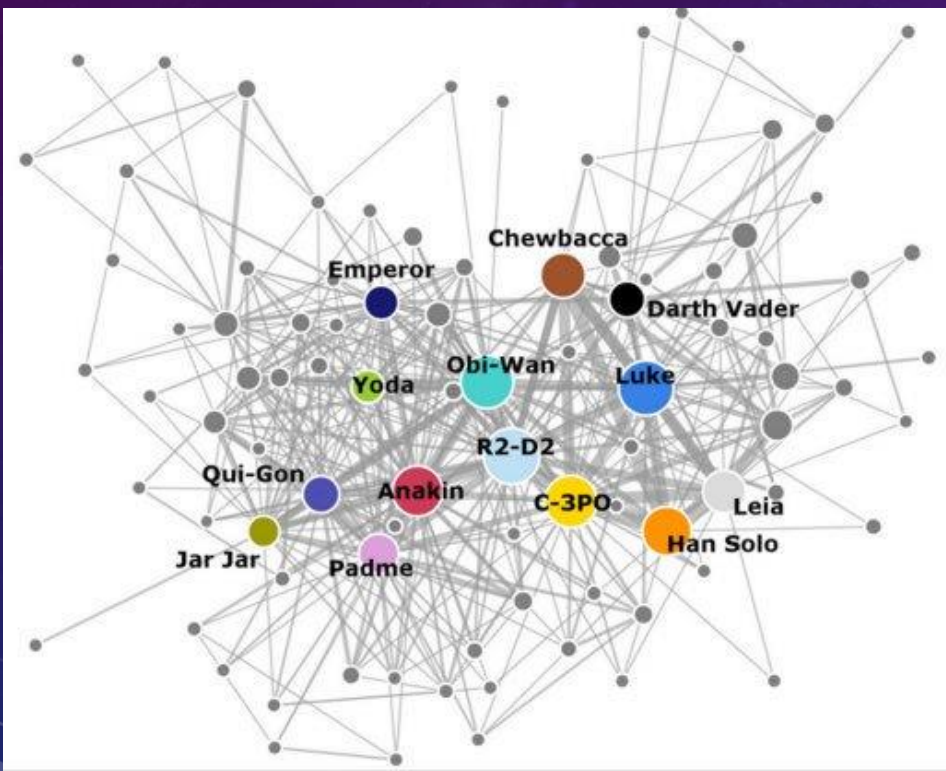 Chewbacca
Emperor
Darth Vader
Obi-Wan
Luke
Yoda
R2-D2
Qui-Gon
Anakin
C-3PO
Leia
Han Solo
Jar Jar
Padme